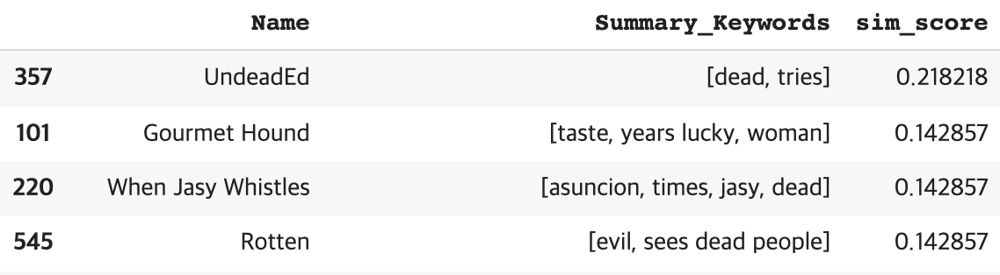 Name Summary_Keywords sim_score
357 UndeadEd [dead, tries] 0.218218
101 Gourmet Hound [taste, years lucky, woman] 0.142857
220 When Jasy Whistles [asuncion, times, jasy, dead] 0.142857
545 Rotten [evil, sees dead people] 0.142857